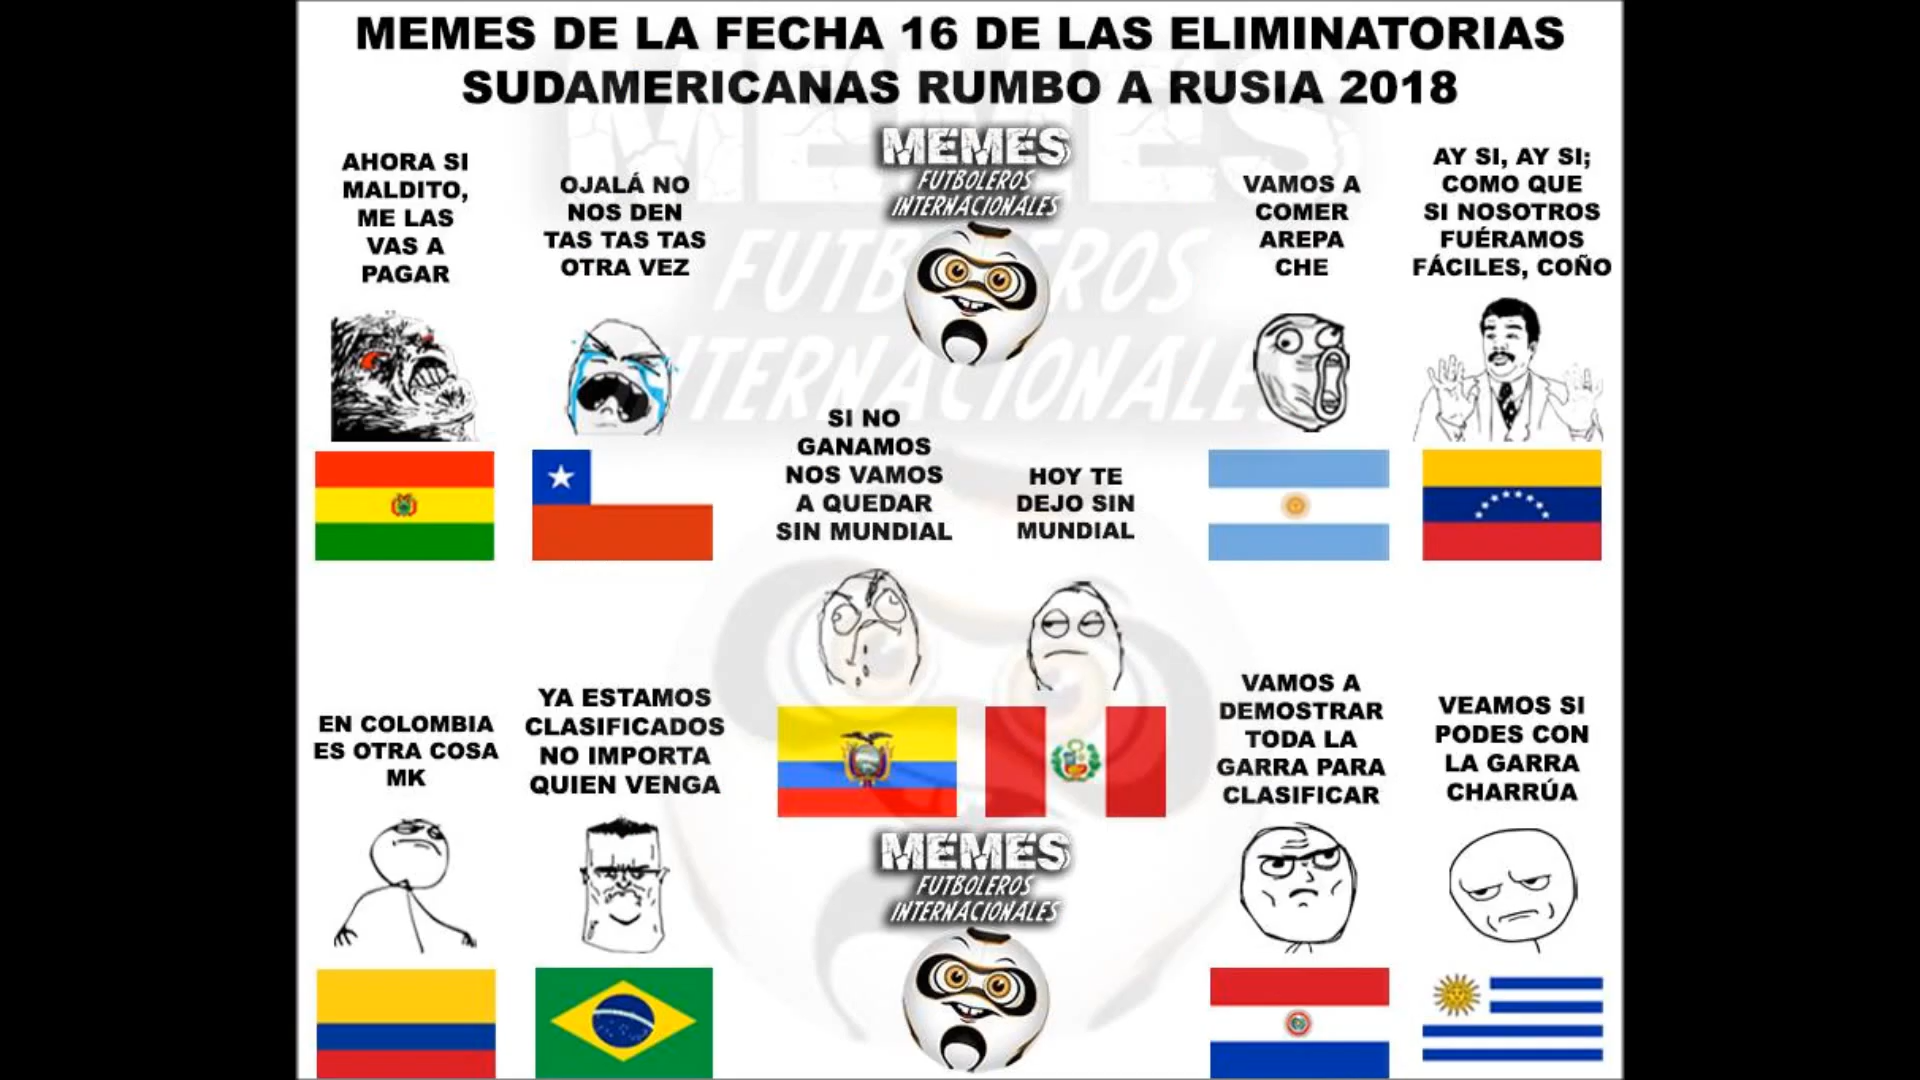 MEMES DE LA FECHA 16 DE LAS ELIMINATORIAS
SUDAMERICANAS RUMBO A RUSIA 2018
AHORA SI
MALDITO,
ME LAS
VAS A
PAGAR
OJALÁ NO
NOS DEN
TAS TAS TAS
OTRA VEZ
MEMES
FUTBOLEROS
INTERNACIONALES
VAMOS A
COMER
AREPA
CHE
AY SI, AY SI;
COMO QUE
SI NOSOTROS
FUÉRAMOS
FÁCILES, COÑO
MEMES
FUTBOLEROS
INTERNACIONALES
SI NO
GANAMOS
NOS VAMOS
A QUEDAR
SIN MUNDIAL
HOY TE
DEJO SIN
MUNDIAL
EN COLOMBIA
ES OTRA COSA
MK
YA ESTAMOS
CLASIFICADOS
NO IMPORTA
QUIEN VENGA
MEMES
FUTBOLEROS
INTERNACIONALES
VAMOS A
DEMOSTRAR
TODA LA
GARRA PARA
CLASIFICAR
VEAMOS SI
PODES CON
LA GARRA
CHARRÚA